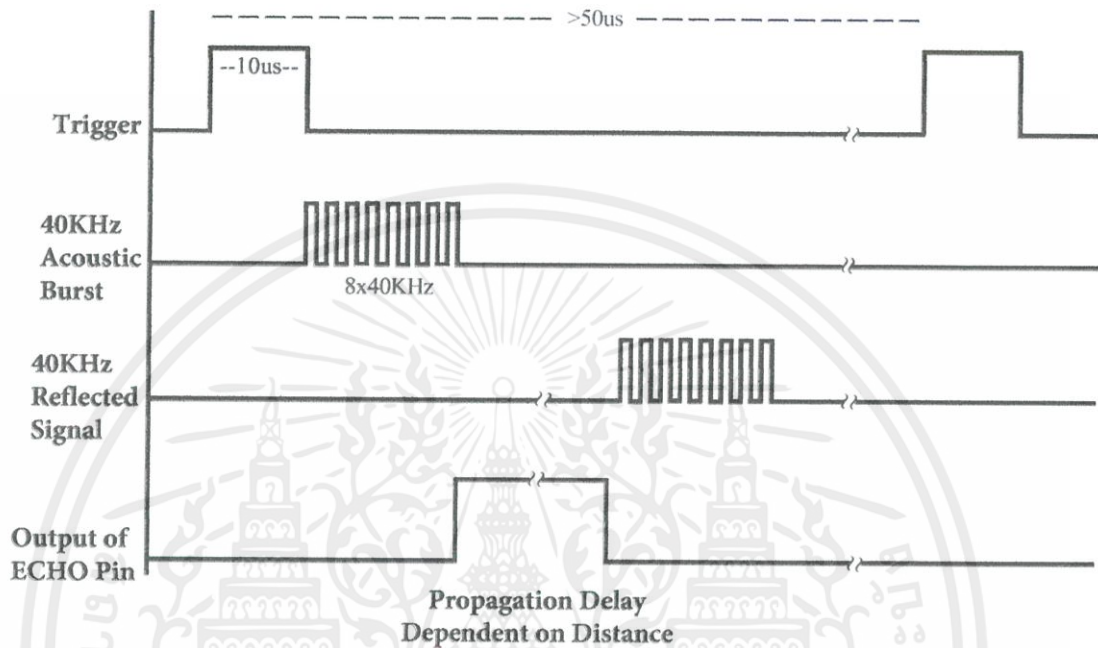 >50us
--10us--
Trigger
40KHz
Acoustic
Burst
8x40KHz
40KHz
Reflected
Signal
Output of
ECHO Pin
Propagation Delay
Dependent on Distance